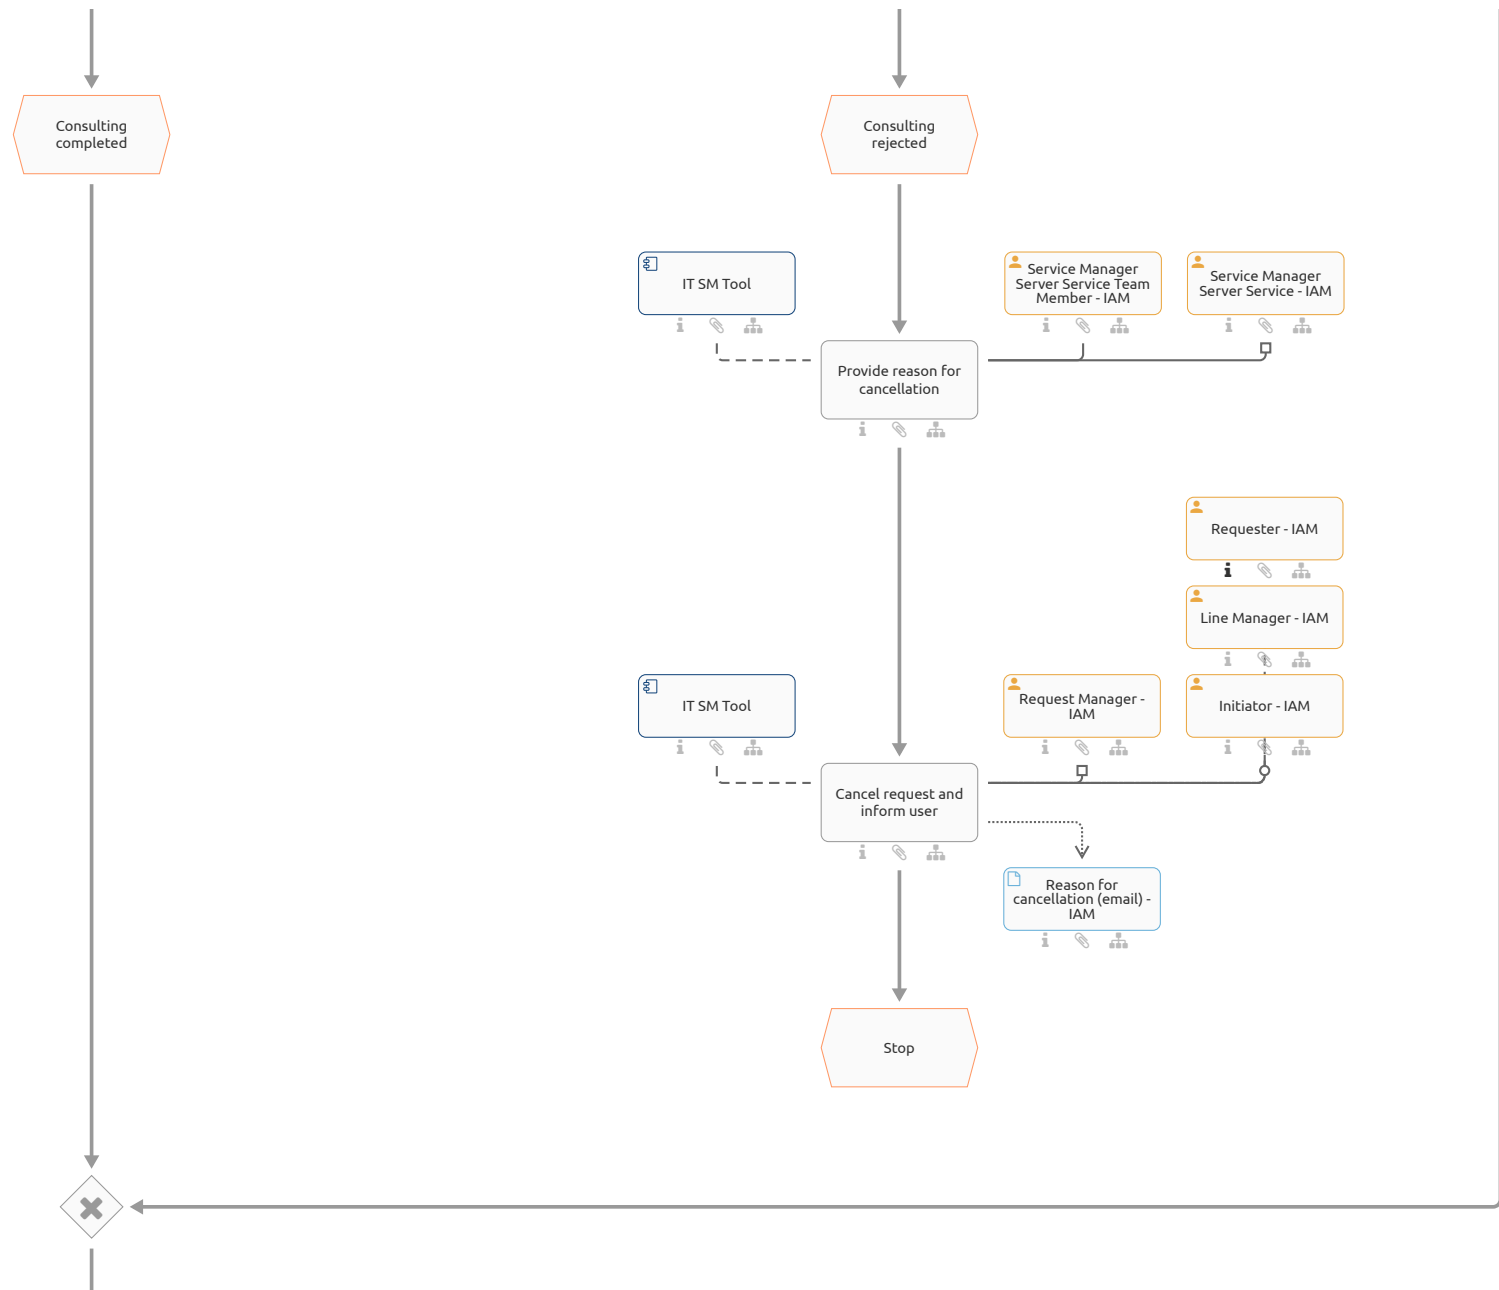 Consulting
completed
Consulting
rejected
IT SM Tool
Service Manager
Server Service Team
Member - IAM
Service Manager
Server Service - IAM
Provide reason for
cancellation
Requester - IAM
Line Manager - IAM
IT SM Tool
Request Manager -
IAM
Initiator - IAM
Cancel request and
inform user
Reason for
cancellation (email) -
IAM
Stop